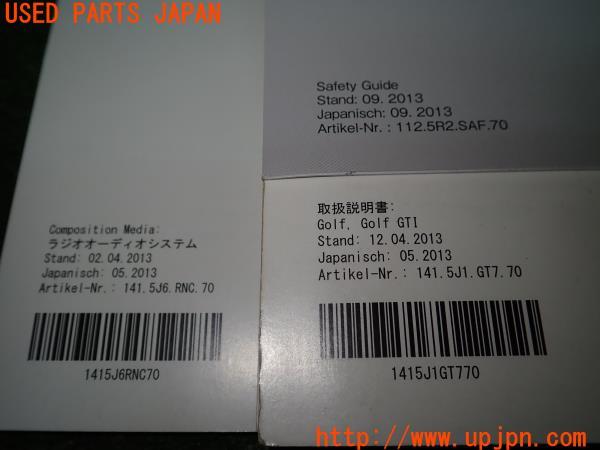 USED PARTS JAPAN
Safety Guide
Stand: 09. 2013
Japanisch: 09. 2013
Artikel-Nr. : 112.5R2.SAF.70
Composition Media:
ラジオオーディオシステム
Stand: 02.04.2013
Japanisch: 05.2013
Artikel-Nr.: 141.5J6.RNC.70
1415J6RNC70
取扱説明書:
Golf, Golf GTI
Stand: 12.04.2013
Japanisch: 05.2013
Artikel-Nr.: 141.5J1.GT7.70
1415J1GT770
https://www.upjpn.com/